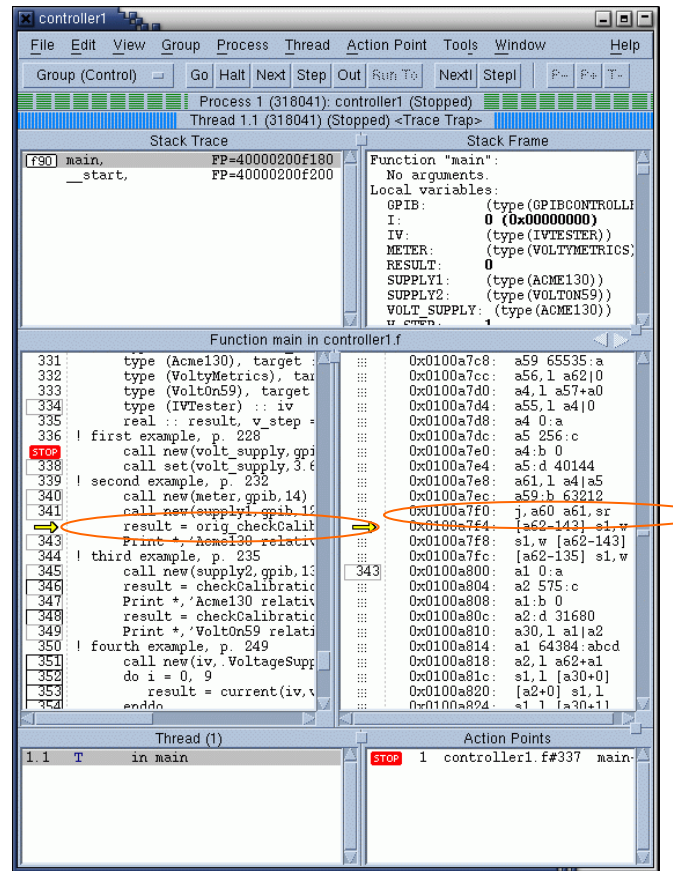 controller1
File Edit View Group Process Thread Action Point Tools Window Help
Group (Control) Go Halt Next Step Out Run To NextI StepI P- P+ T-
Process 1 (318041): controller1 (Stopped)
Thread 1.1 (318041) (Stopped) <Trace Trap>
Stack Trace
f90 main, FP=40000200f180
__start, FP=40000200f200
Stack Frame
Function "main":
No arguments.
Local variables:
GPIB: (type(GPIBCONTROLLE
I: 0 (0x00000000)
IV: (type(IVTESTER))
METER: (type(VOLTYMETRICS)
RESULT: 0
SUPPLY1: (type(ACME130))
SUPPLY2: (type(VOLTON59))
VOLT_SUPPLY: (type(ACME130))
V_STEP: 1
Function main in controller1.f
331 type (Acme130), target :
332 type (VoltyMetrics), tar
333 type (VoltOn59), target
334 type (IVTester) :: iv
335 real :: result, v_step =
336 ! first example, p. 228
STOP call new(volt_supply,gpi
338 call set(volt_supply,3.6
339 ! second example, p. 232
340 call new(meter,gpib,14)
341 call new(supply1,gpib,12
result = orig_checkCalib
343 Print *,'Acme130 relativ
344 ! third example, p. 235
345 call new(supply2,gpib,13
346 result = checkCalibratic
347 Print *,'Acme130 relativ
348 result = checkCalibratic
349 Print *,'VoltOn59 relati
350 ! fourth example, p. 249
351 call new(iv,.VoltageSupp
352 do i = 0, 9
353 result = current(iv,v
354 enddo
0x0100a7c8: a59 65535:a
0x0100a7cc: a56,l a62|0
0x0100a7d0: a4,l a57+a0
0x0100a7d4: a55,l a4|0
0x0100a7d8: a4 0:a
0x0100a7dc: a5 256:c
0x0100a7e0: a4:b 0
0x0100a7e4: a5:d 40144
0x0100a7e8: a61,l a4|a5
0x0100a7ec: a59:b 63212
0x0100a7f0: j,a60 a61,sr
0x0100a7f4: [a62-143] s1,w
0x0100a7f8: s1,w [a62-143]
0x0100a7fc: [a62-135] s1,w
343 0x0100a800: a1 0:a
0x0100a804: a2 575:c
0x0100a808: a1:b 0
0x0100a80c: a2:d 31680
0x0100a810: a30,l a1|a2
0x0100a814: a1 64384:abcd
0x0100a818: a2,l a62+a1
0x0100a81c: s1,l [a30+0]
0x0100a820: [a2+0] s1,l
0x0100a824: s1,l [a30+1]
Thread (1)
1.1 T in main
Action Points
STOP 1 controller1.f#337 main-